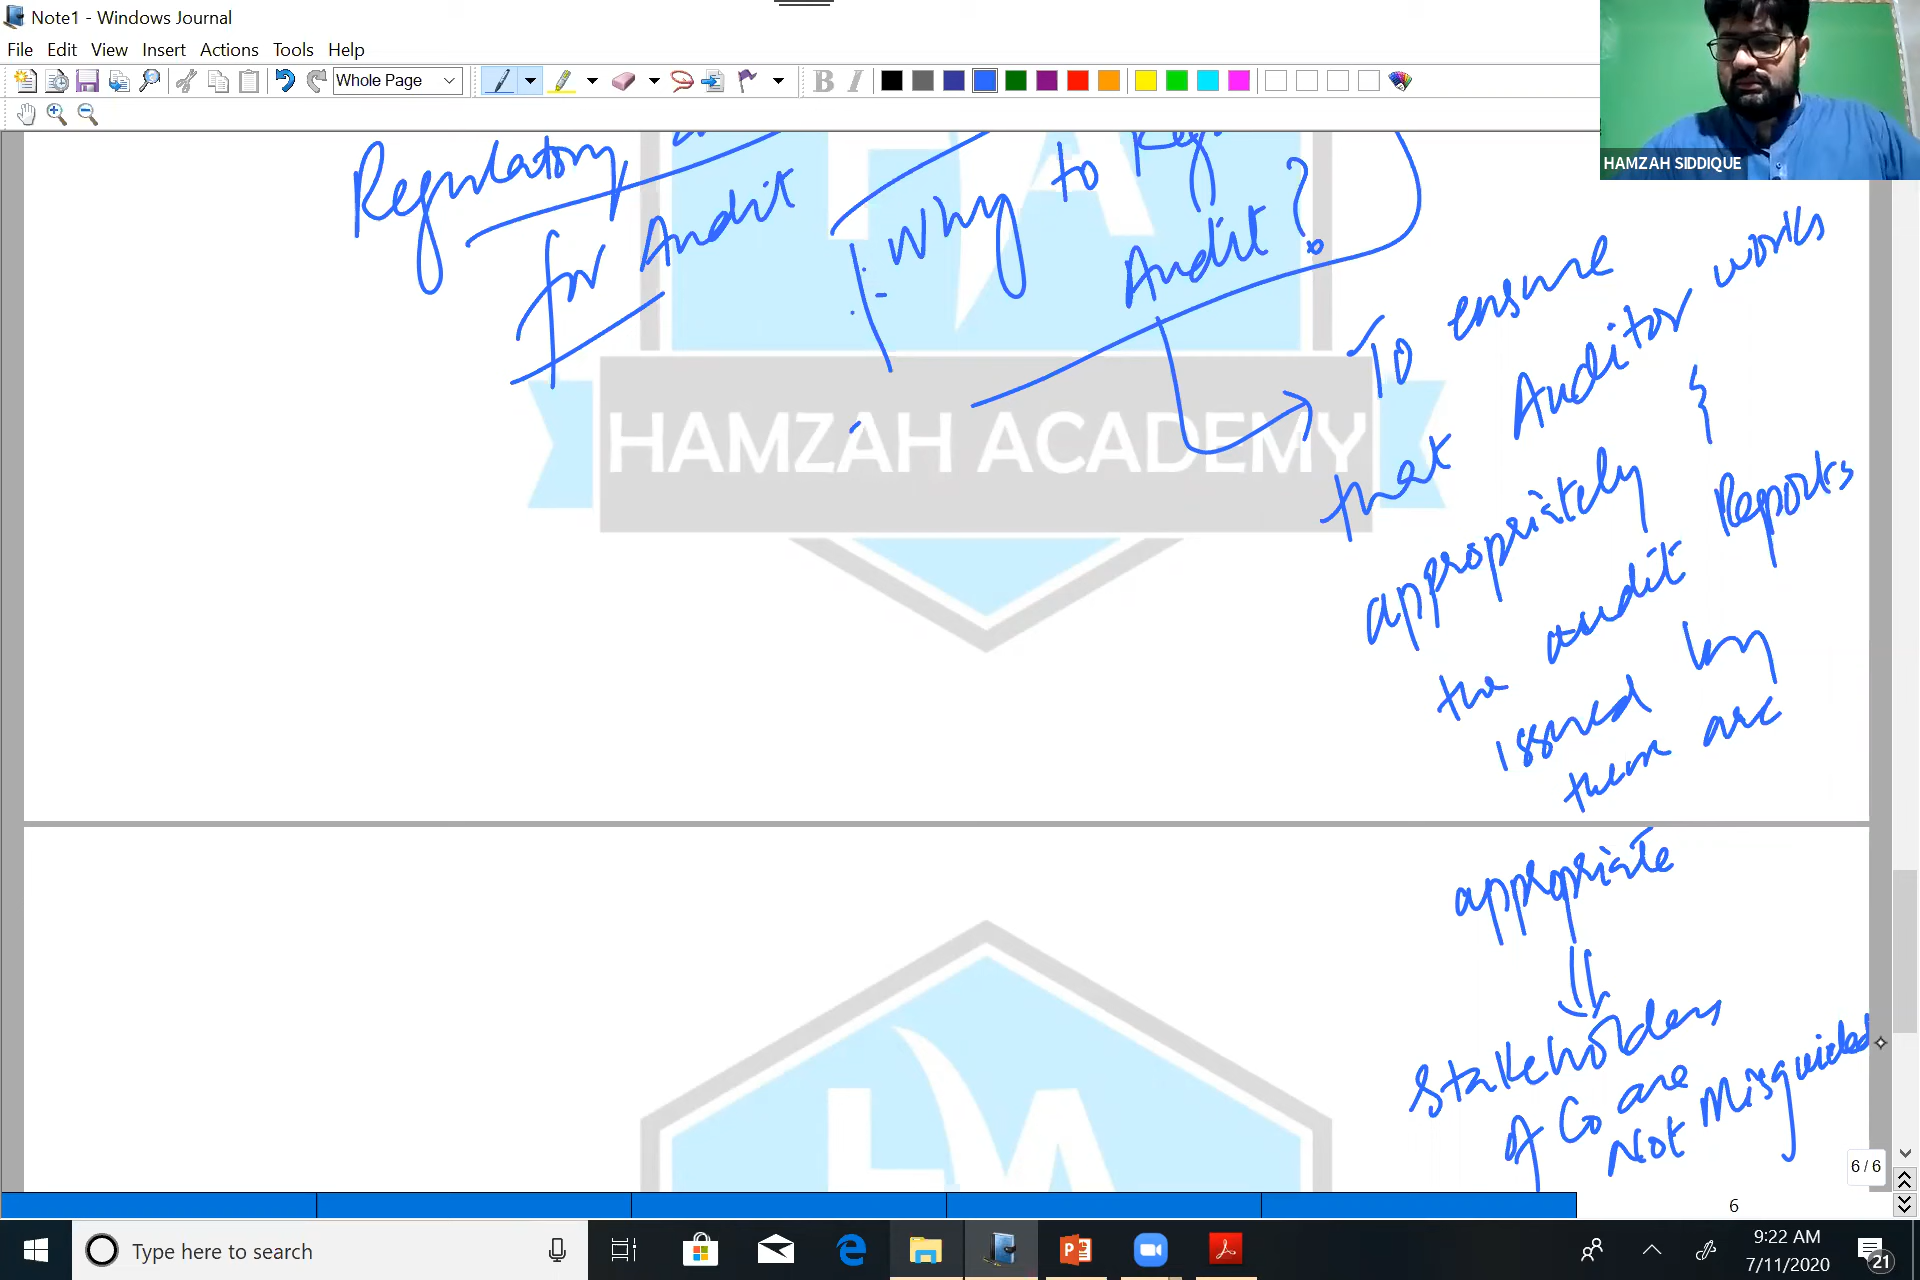 Note1 - Windows Journal
File Edit View Insert Actions Tools Help
Whole Page
B I
HAMZAH SIDDIQUE
Regulatory
for Audit
Why to Reg
Audit?
HAMZAH ACADEMY
To ensure
that Auditor works
appropriately &
the audit Reports
issued by
them are
appropriate
HA
Stakeholders
of Co are
Not Misguided
6 / 6
6
Type here to search
9:22 AM
7/11/2020
21